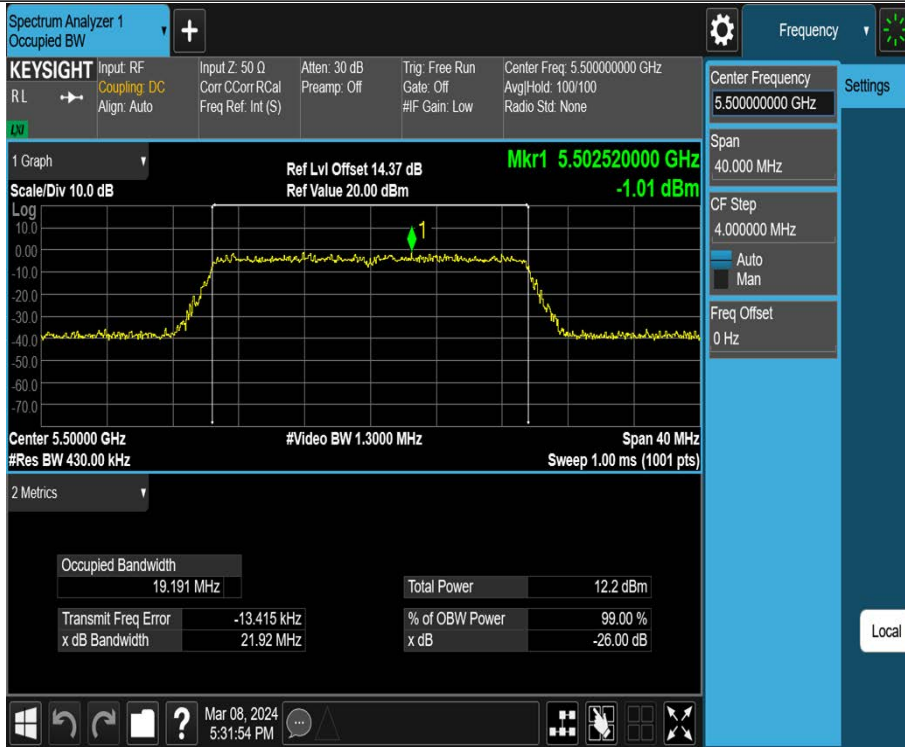 Spectrum Analyzer 1
Occupied BW
+
Frequency
KEYSIGHT
RL
LXI
Input: RF
Coupling: DC
Align: Auto
Input Z: 50 Ω
Corr CCorr RCal
Freq Ref: Int (S)
Atten: 30 dB
Preamp: Off
Trig: Free Run
Gate: Off
#IF Gain: Low
Center Freq: 5.500000000 GHz
Avg|Hold: 100/100
Radio Std: None
Center Frequency
5.500000000 GHz
Settings
Span
40.000 MHz
CF Step
4.000000 MHz
Auto
Man
Freq Offset
0 Hz
1 Graph
Scale/Div 10.0 dB
Ref Lvl Offset 14.37 dB
Ref Value 20.00 dBm
Mkr1 5.502520000 GHz
-1.01 dBm
Log
10.0
0.00
-10.0
-20.0
-30.0
-40.0
-50.0
-60.0
-70.0
1
Center 5.50000 GHz
#Video BW 1.3000 MHz
Span 40 MHz
#Res BW 430.00 kHz
Sweep 1.00 ms (1001 pts)
2 Metrics
Occupied Bandwidth
19.191 MHz
Total Power 12.2 dBm
Transmit Freq Error -13.415 kHz
% of OBW Power 99.00 %
x dB Bandwidth 21.92 MHz
x dB -26.00 dB
Local
?
Mar 08, 2024
5:31:54 PM